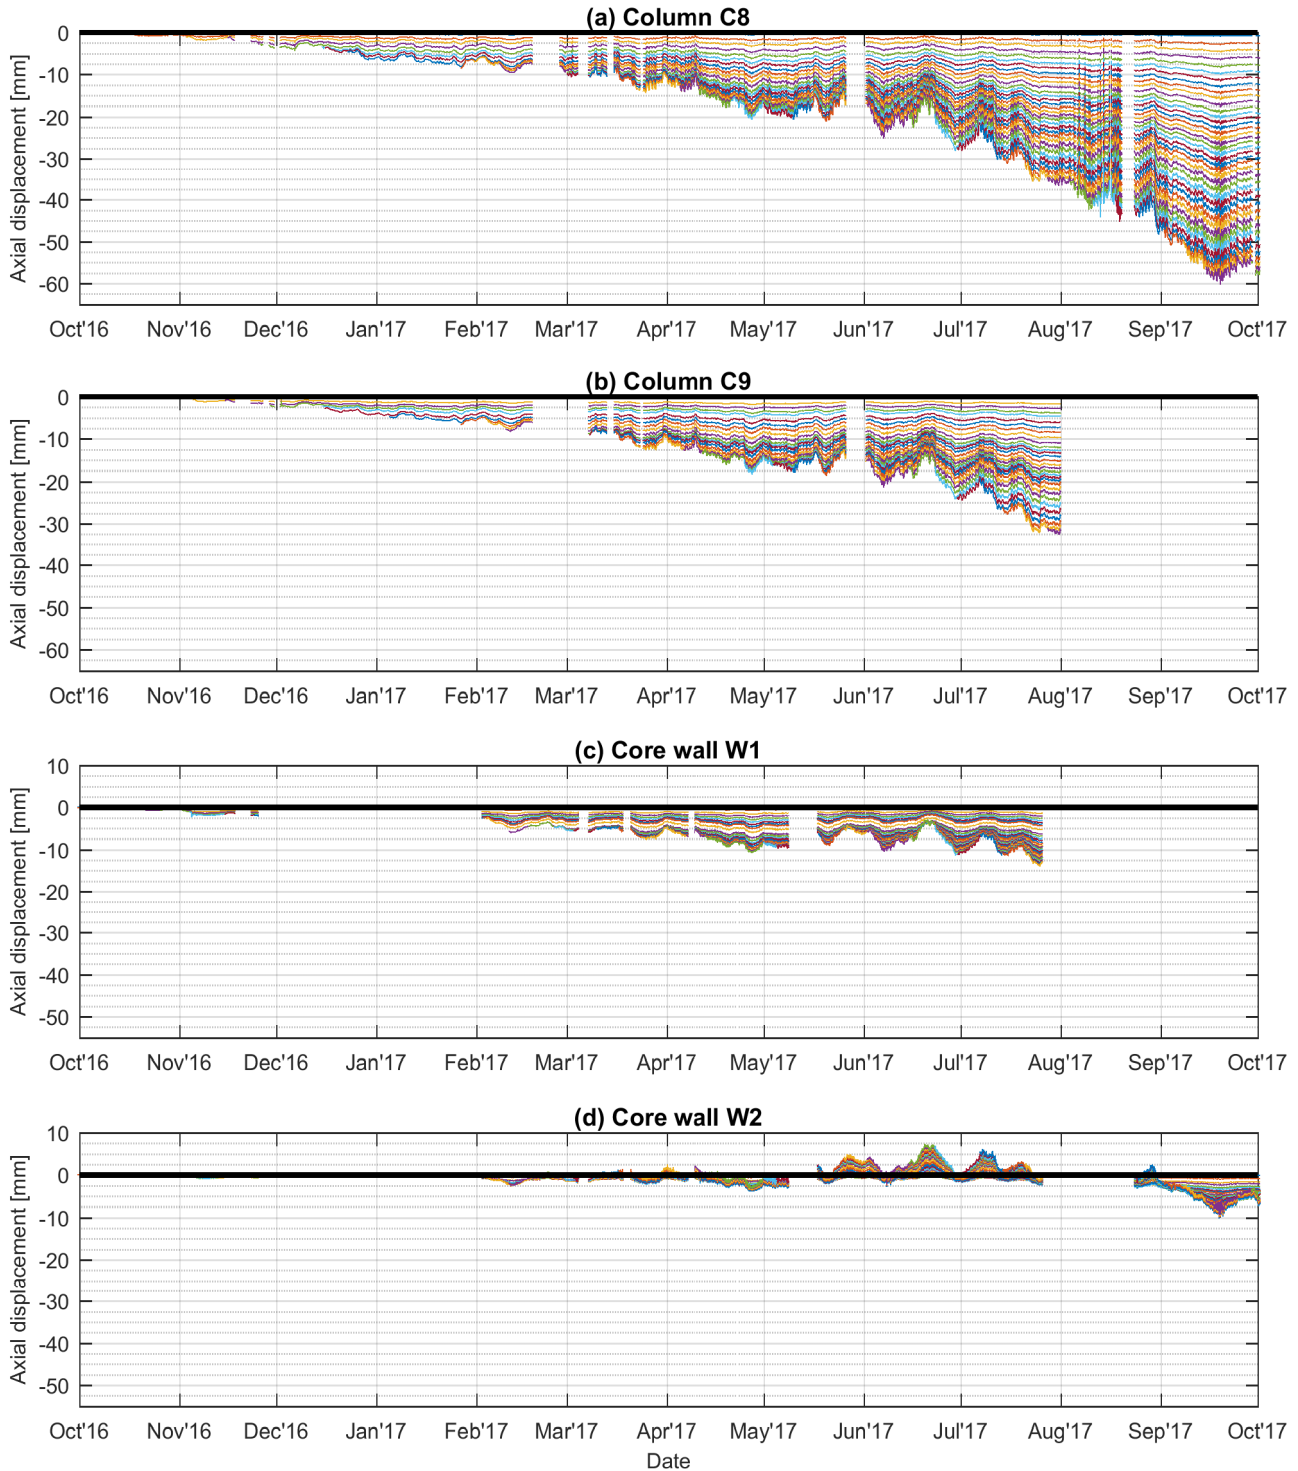 (a) Column C8
0
-10
-20
-30
-40
-50
-60
Axial displacement [mm]
Oct'16 Nov'16 Dec'16 Jan'17 Feb'17 Mar'17 Apr'17 May'17 Jun'17 Jul'17 Aug'17 Sep'17 Oct'17
(b) Column C9
0
-10
-20
-30
-40
-50
-60
Axial displacement [mm]
Oct'16 Nov'16 Dec'16 Jan'17 Feb'17 Mar'17 Apr'17 May'17 Jun'17 Jul'17 Aug'17 Sep'17 Oct'17
(c) Core wall W1
10
0
-10
-20
-30
-40
-50
Axial displacement [mm]
Oct'16 Nov'16 Dec'16 Jan'17 Feb'17 Mar'17 Apr'17 May'17 Jun'17 Jul'17 Aug'17 Sep'17 Oct'17
(d) Core wall W2
10
0
-10
-20
-30
-40
-50
Axial displacement [mm]
Oct'16 Nov'16 Dec'16 Jan'17 Feb'17 Mar'17 Apr'17 May'17 Jun'17 Jul'17 Aug'17 Sep'17 Oct'17
Date